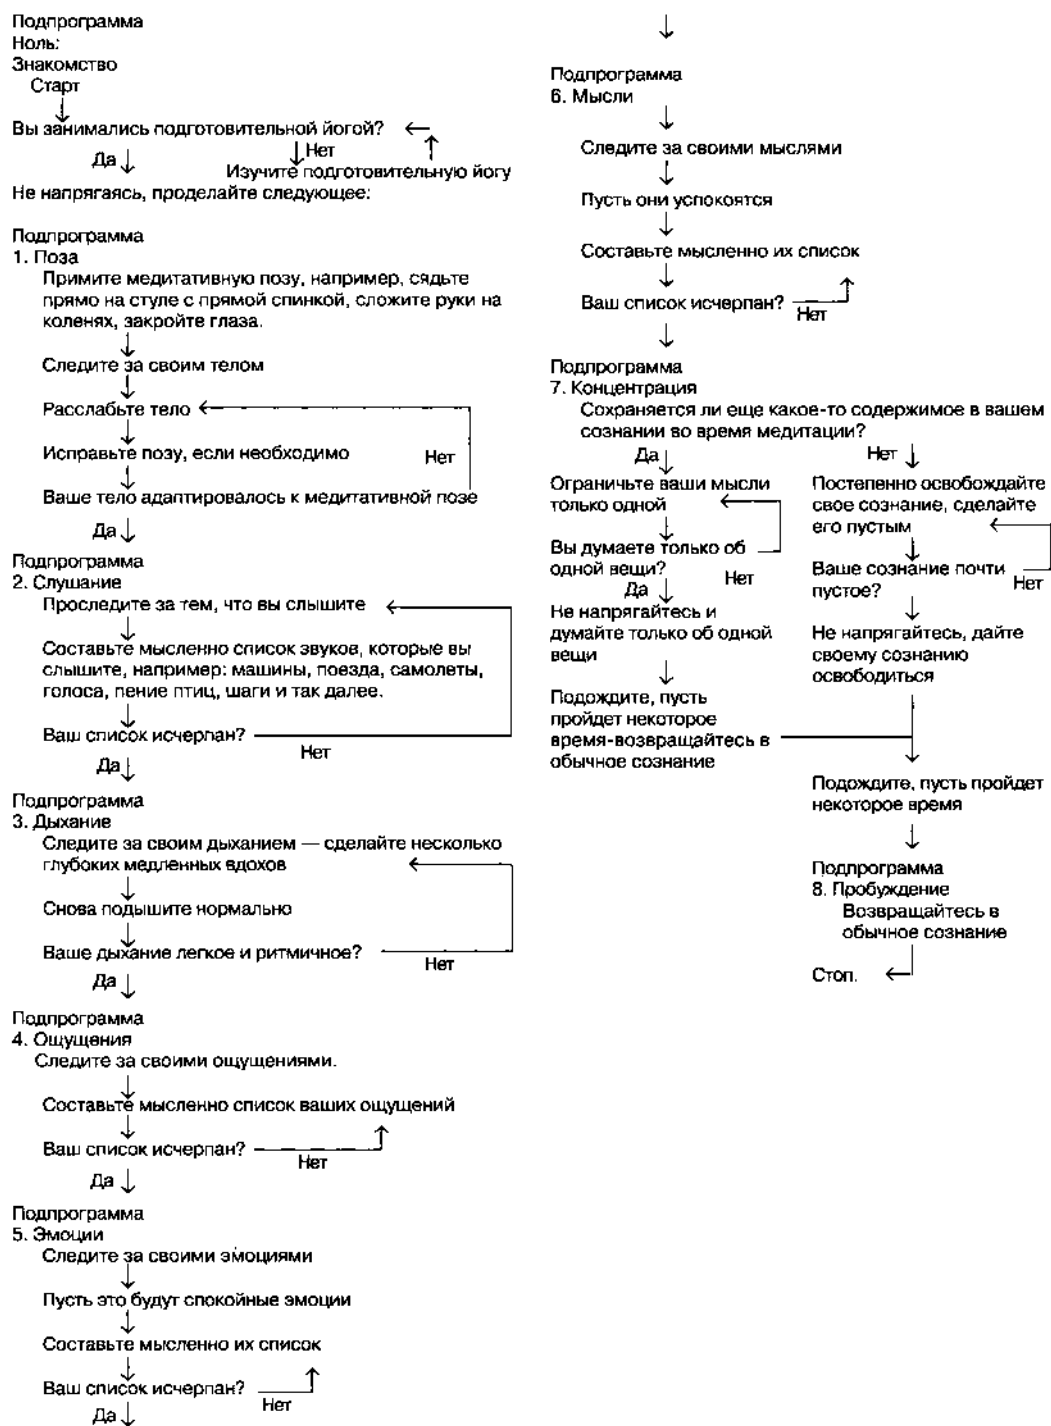 Подпрограмма
Ноль:
Знакомство
Старт
Вы занимались подготовительной йогой?
Да
Нет
Изучите подготовительную йогу
Не напрягаясь, проделайте следующее:
Подпрограмма
1. Поза
Примите медитативную позу, например, сядьте
прямо на стуле с прямой спинкой, сложите руки на
коленях, закройте глаза.
Следите за своим телом
Расслабьте тело
Исправьте позу, если необходимо
Нет
Ваше тело адаптировалось к медитативной позе
Да
Подпрограмма
2. Слушание
Проследите за тем, что вы слышите
Составьте мысленно список звуков, которые вы
слышите, например: машины, поезда, самолеты,
голоса, пение птиц, шаги и так далее.
Ваш список исчерпан?
Нет
Да
Подпрограмма
3. Дыхание
Следите за своим дыханием — сделайте несколько
глубоких медленных вдохов
Снова подышите нормально
Ваше дыхание легкое и ритмичное?
Нет
Да
Подпрограмма
4. Ощущения
Следите за своими ощущениями.
Составьте мысленно список ваших ощущений
Ваш список исчерпан?
Нет
Да
Подпрограмма
5. Эмоции
Следите за своими эмоциями
Пусть это будут спокойные эмоции
Составьте мысленно их список
Ваш список исчерпан?
Нет
Да
Подпрограмма
6. Мысли
Следите за своими мыслями
Пусть они успокоятся
Составьте мысленно их список
Ваш список исчерпан?
Нет
Подпрограмма
7. Концентрация
Сохраняется ли еще какое-то содержимое в вашем
сознании во время медитации?
Да
Ограничьте ваши мысли
только одной
Вы думаете только об
одной вещи?
Нет
Да
Не напрягайтесь и
думайте только об одной
вещи
Подождите, пусть
пройдет некоторое
время-возвращайтесь в
обычное сознание
Нет
Постепенно освобождайте
свое сознание, сделайте
его пустым
Ваше сознание почти
пустое?
Нет
Не напрягайтесь, дайте
своему сознанию
освободиться
Подождите, пусть пройдет
некоторое время
Подпрограмма
8. Пробуждение
Возвращайтесь в
обычное сознание
Стоп.